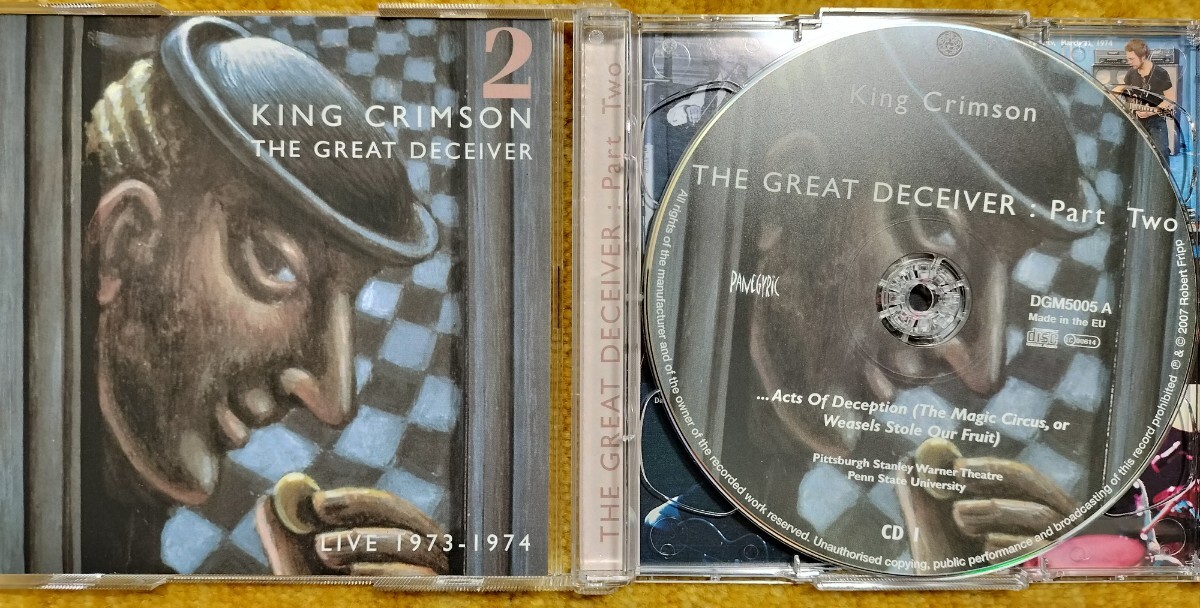 2
KING CRIMSON
THE GREAT DECEIVER
LIVE 1973-1974
THE GREAT DECEIVER : Part Two
King Crimson
THE GREAT DECEIVER : Part Two
PANEGYRIC
DGM5005 A
Made in the EU
disc
...Acts Of Deception (The Magic Circus, or
Weasels Stole Our Fruit)
Pittsburgh Stanley Warner Theatre
Penn State University
CD 1
All rights of the manufacturer and of the owner of the recorded work reserved. Unauthorised copying, public performance and broadcasting of this record prohibited ℗ & © 2007 Robert Fripp
1974